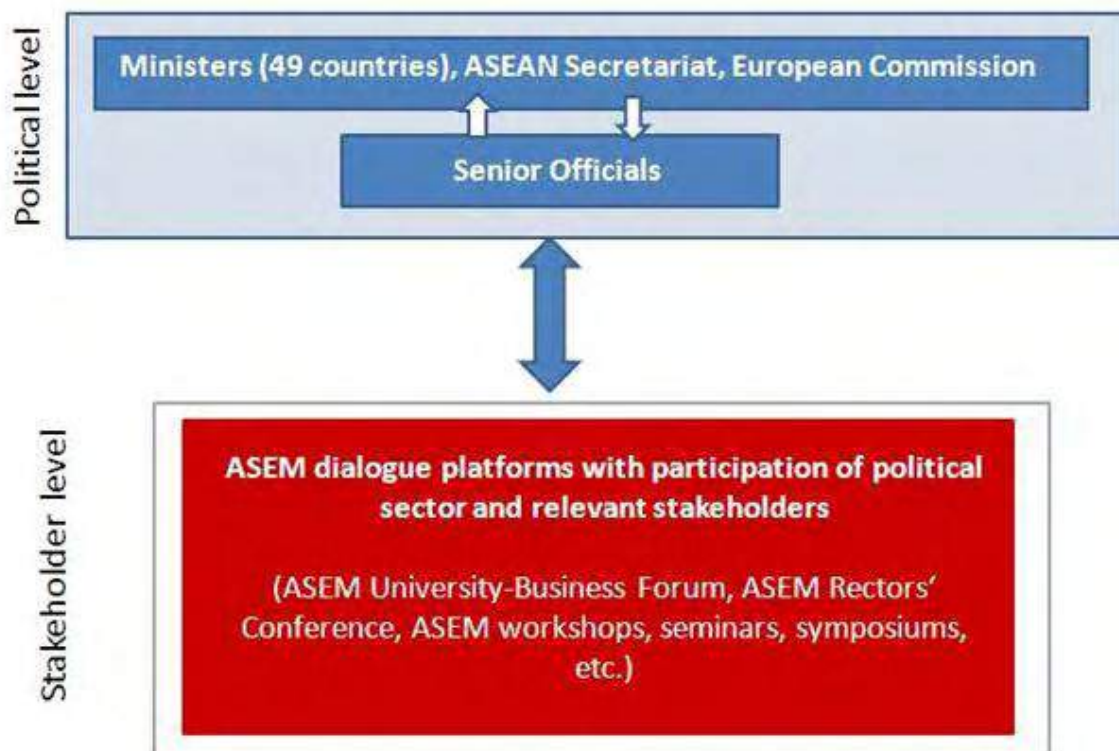 Political level
Ministers (49 countries), ASEAN Secretariat, European Commission
Senior Officials
Stakeholder level
ASEM dialogue platforms with participation of political
sector and relevant stakeholders
(ASEM University-Business Forum, ASEM Rectors‘
Conference, ASEM workshops, seminars, symposiums,
etc.)